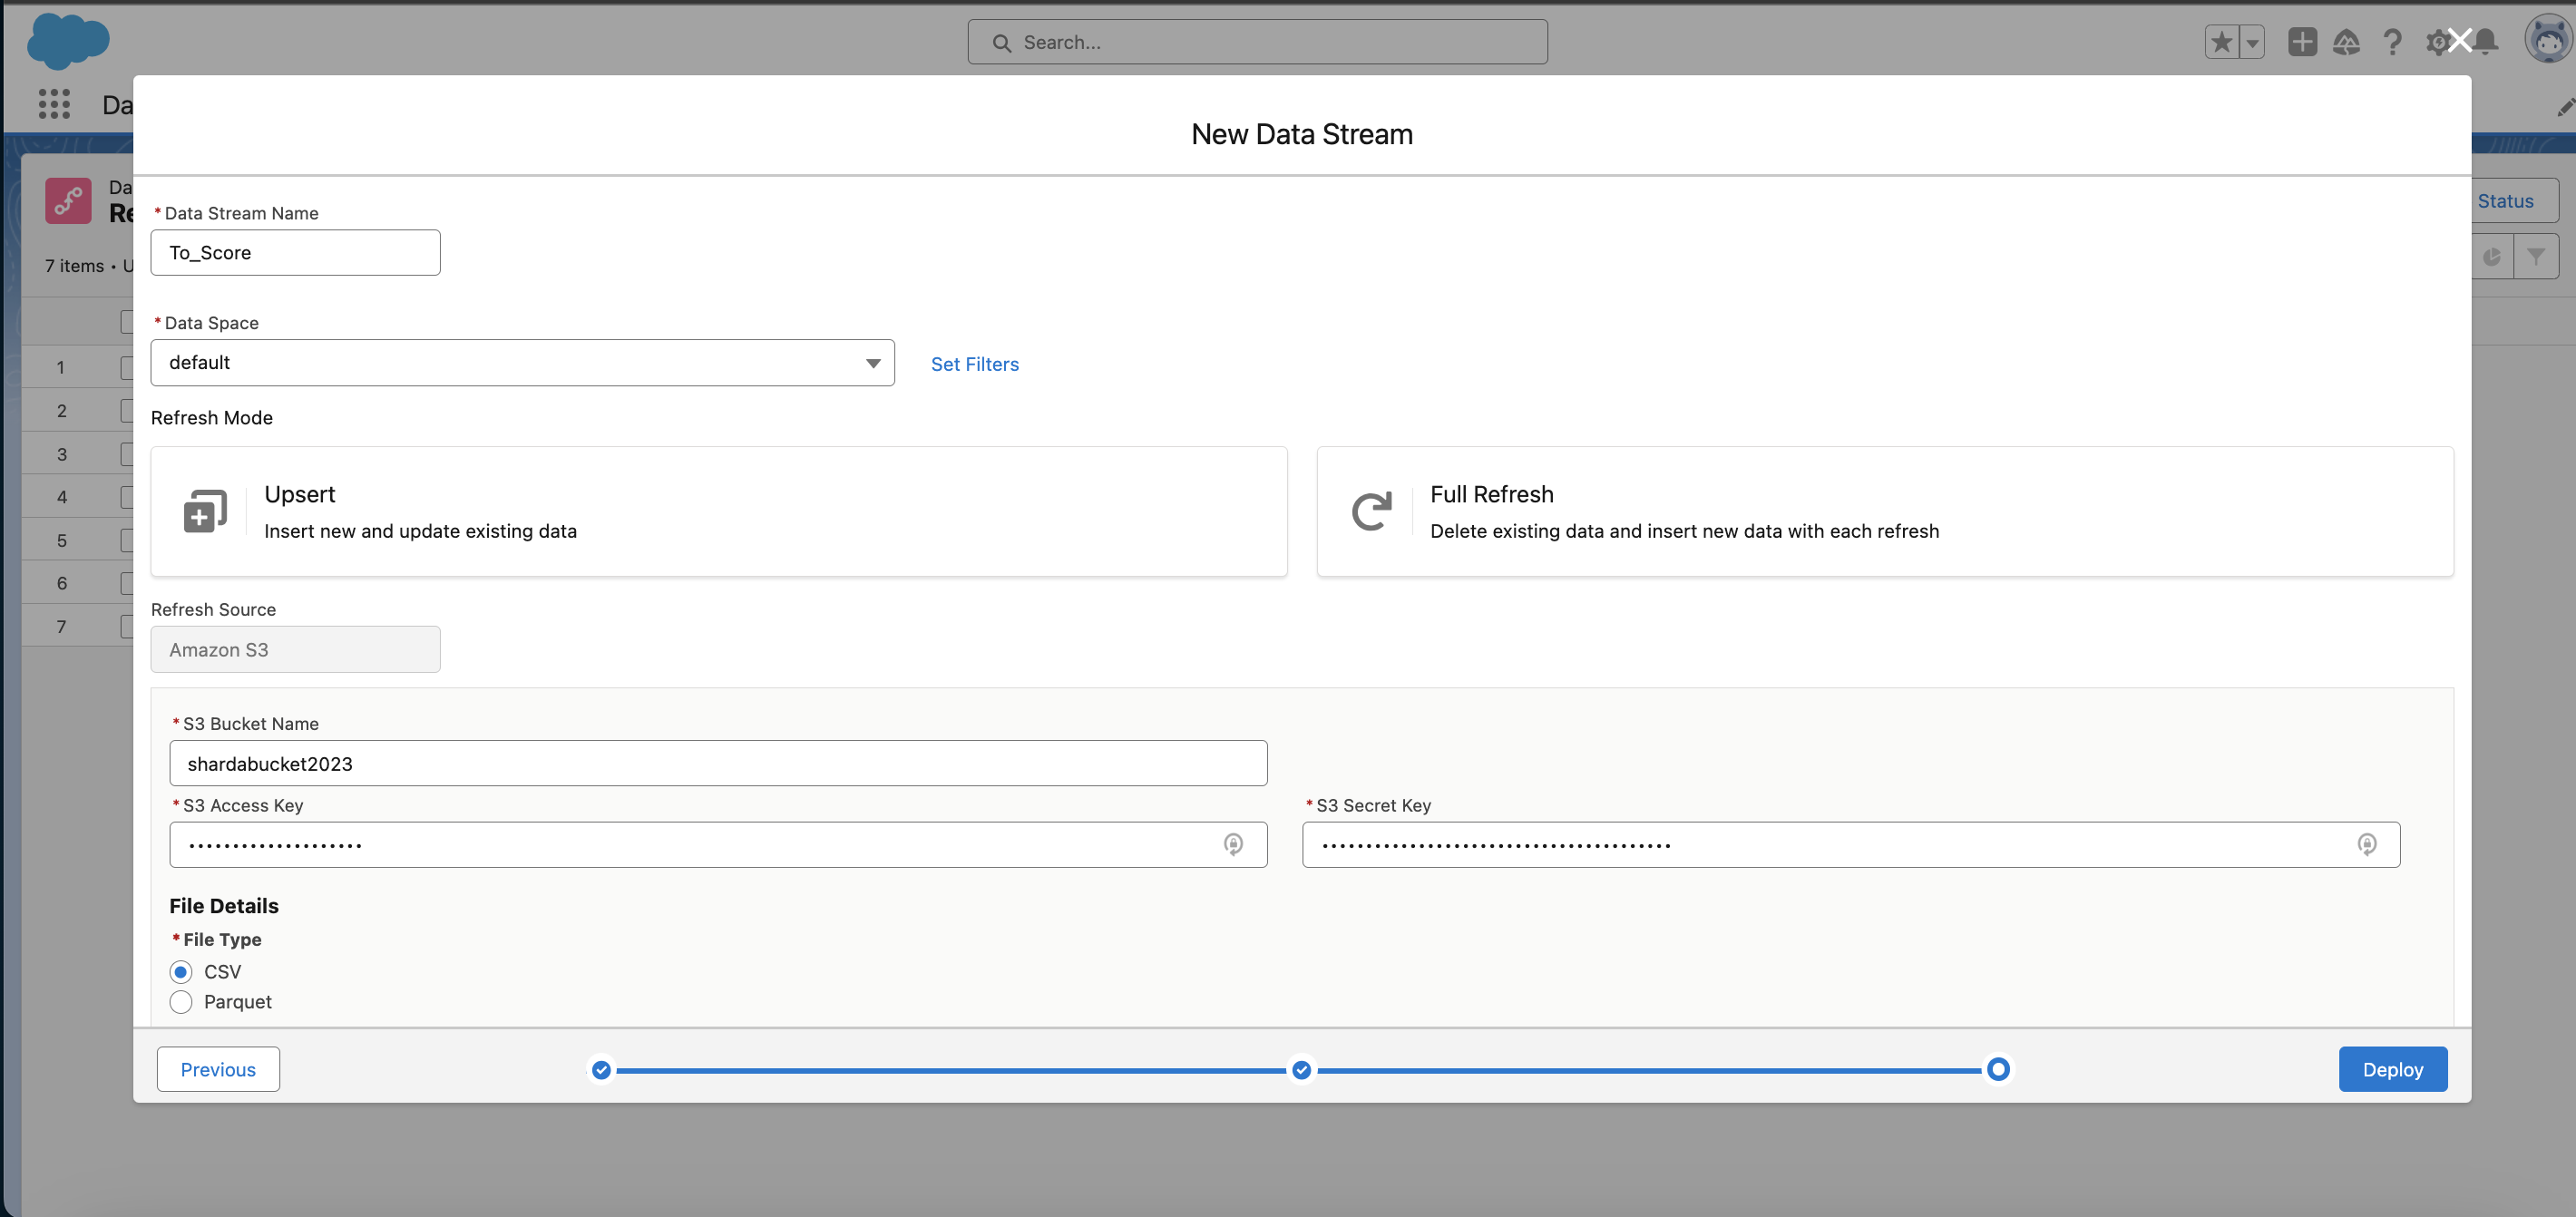 Search...
Da
New Data Stream
Da
Re
Status
7 items • U
* Data Stream Name
To_Score
* Data Space
default
Set Filters
Refresh Mode
Upsert
Insert new and update existing data
Full Refresh
Delete existing data and insert new data with each refresh
1
2
3
4
5
6
7
Refresh Source
Amazon S3
* S3 Bucket Name
shardabucket2023
* S3 Access Key
* S3 Secret Key
File Details
* File Type
CSV
Parquet
Previous
Deploy